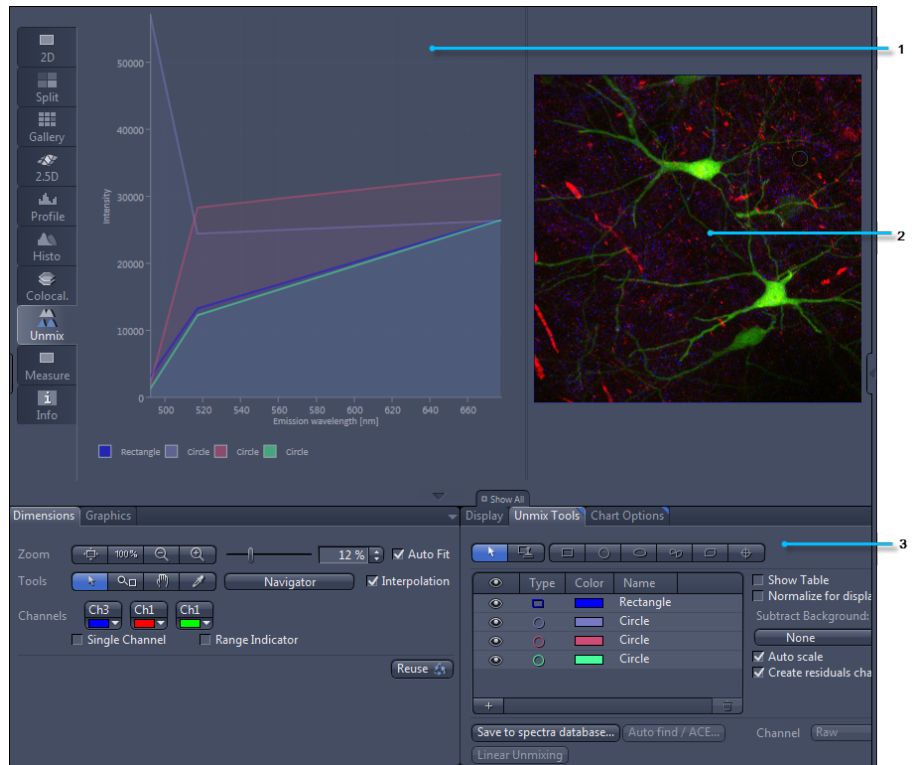 2D
Split
Gallery
2.5D
Profile
Histo
Colocal.
Unmix
Measure
i
Info
Intensity
50000
40000
30000
20000
10000
0
500 520 540 560 580 600 620 640 660
Emission wavelength [nm]
Rectangle Circle Circle Circle
1
2
3
Show All
Dimensions Graphics
Zoom 100% 12 % Auto Fit
Tools Navigator Interpolation
Channels Ch3 Ch1 Ch1
Single Channel Range Indicator
Reuse
Display Unmix Tools Chart Options
Type Color Name
Rectangle
Circle
Circle
Circle
+
Show Table
Normalize for displa
Subtract Background:
None
Auto scale
Create residuals cha
Save to spectra database... Auto find / ACE... Channel Raw
Linear Unmixing